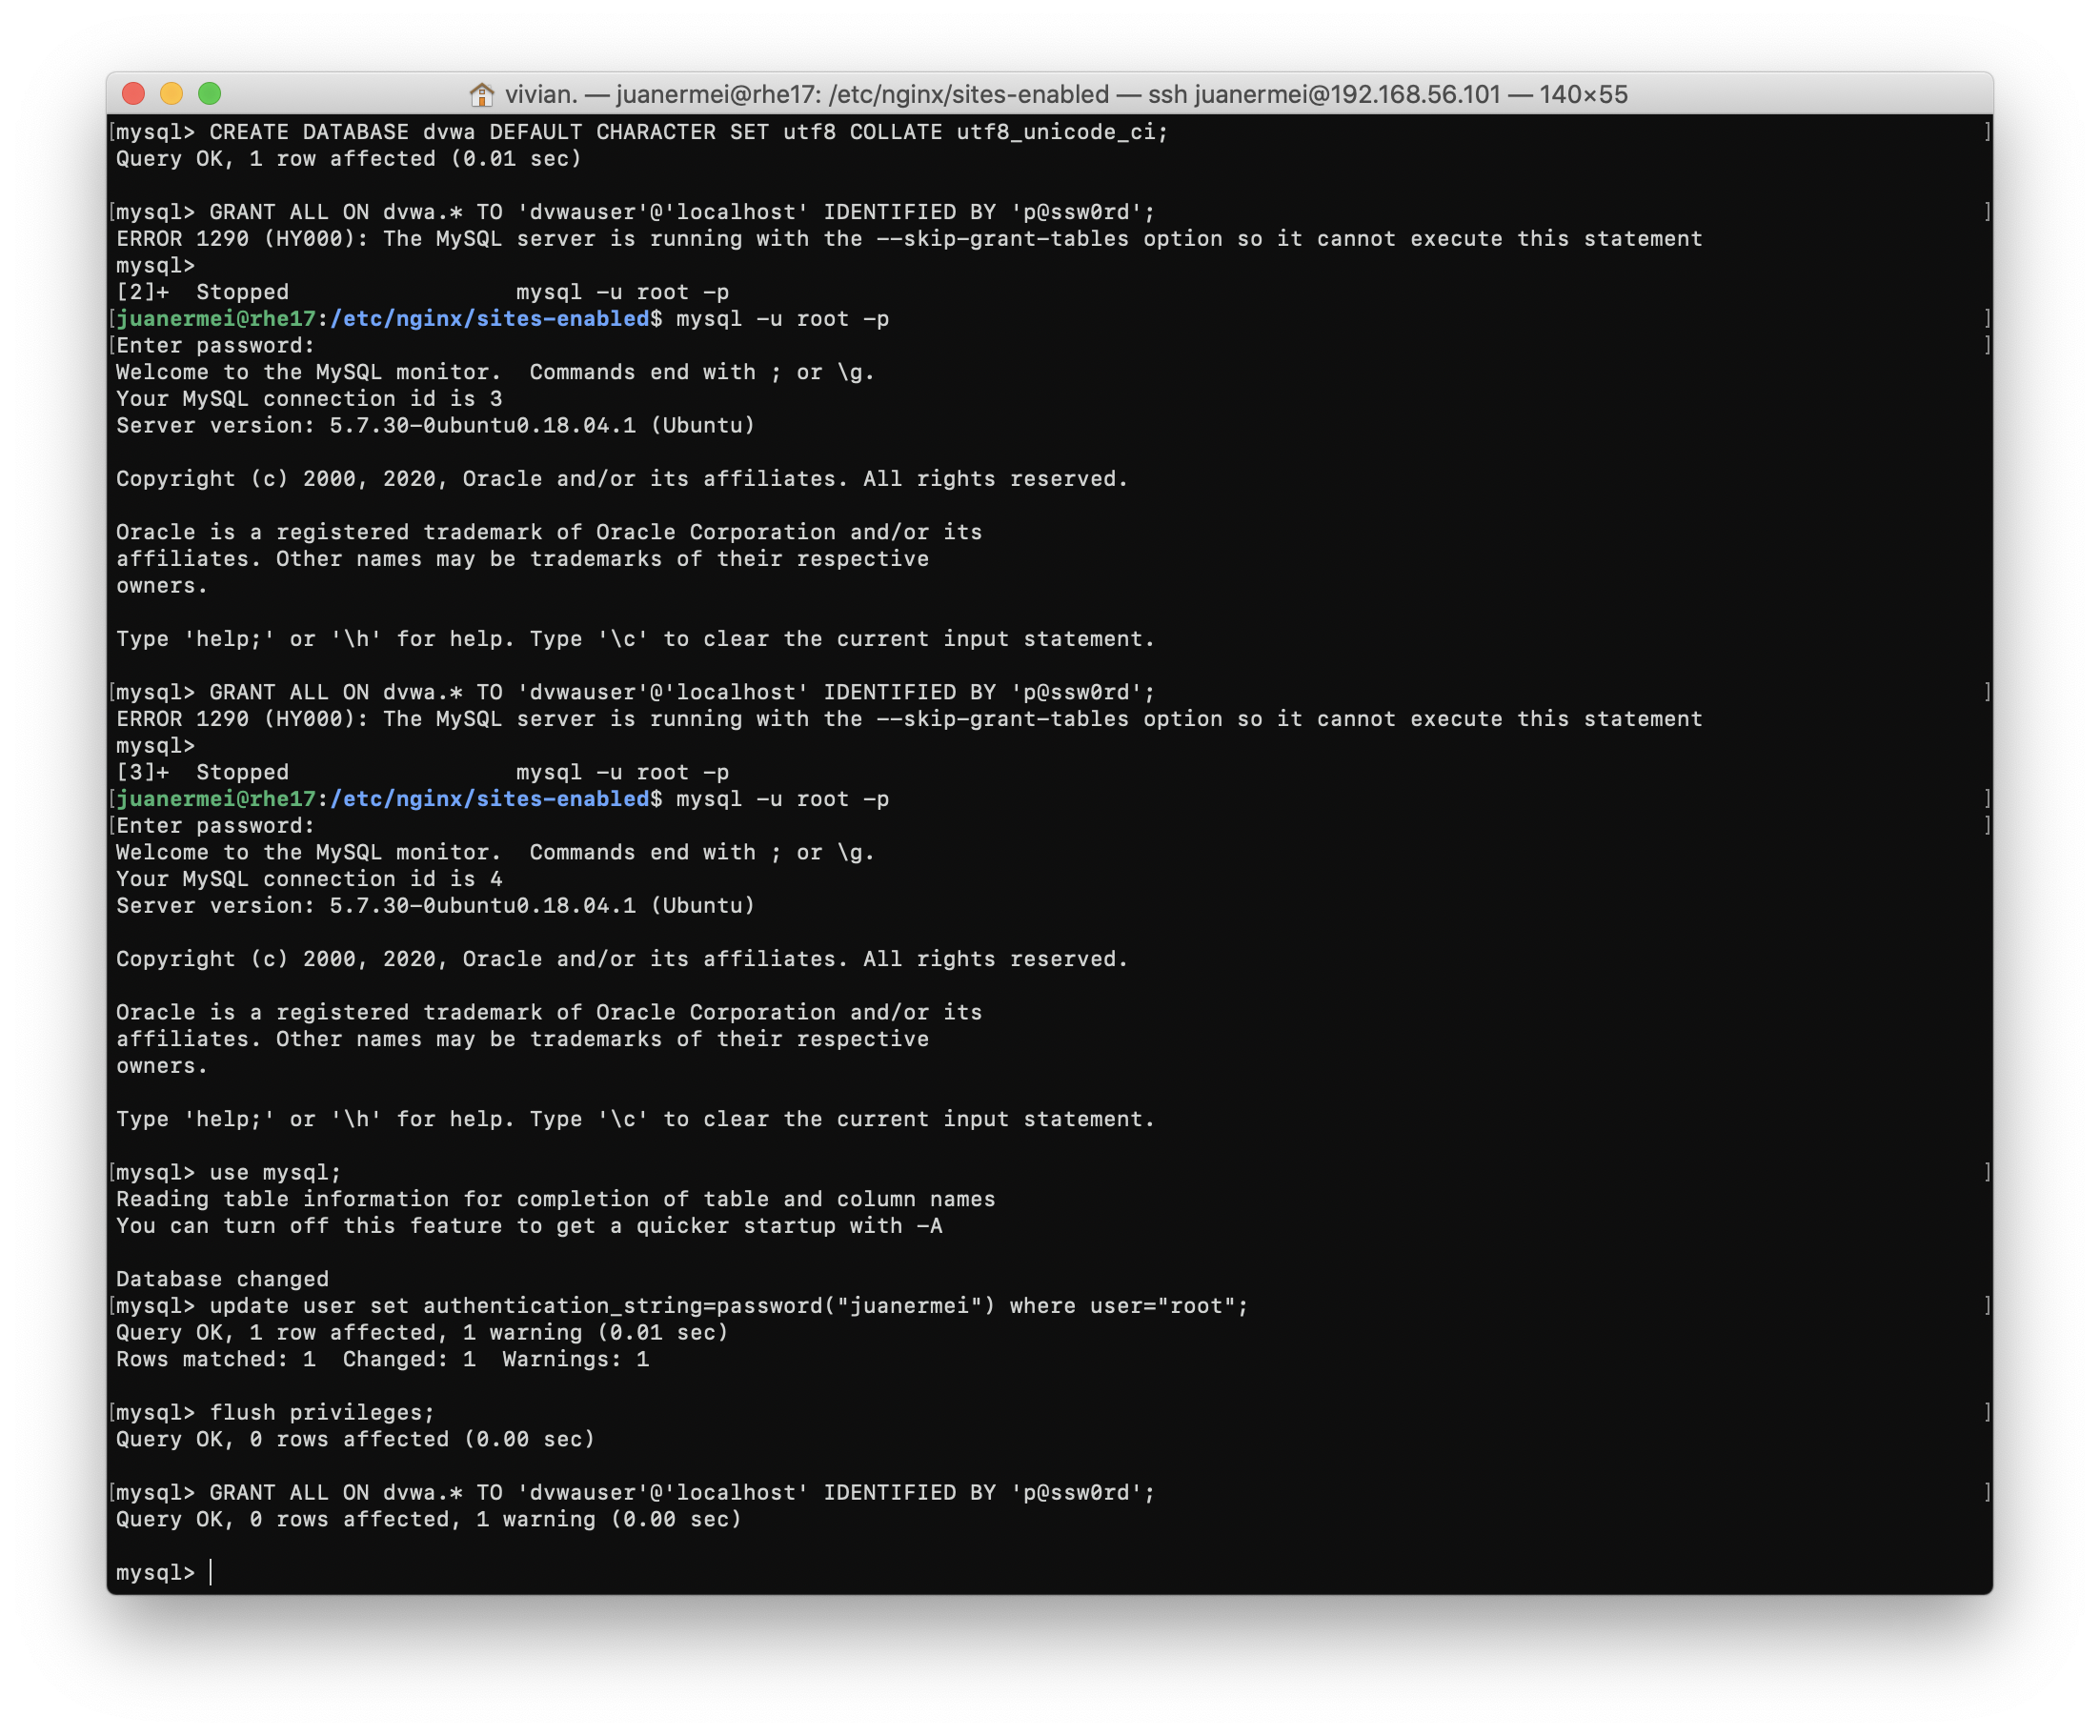 vivian. — juanermei@rhe17: /etc/nginx/sites-enabled — ssh juanermei@192.168.56.101 — 140×55
[mysql> CREATE DATABASE dvwa DEFAULT CHARACTER SET utf8 COLLATE utf8_unicode_ci; ]
Query OK, 1 row affected (0.01 sec)
[mysql> GRANT ALL ON dvwa.* TO 'dvwauser'@'localhost' IDENTIFIED BY 'p@ssw0rd'; ]
ERROR 1290 (HY000): The MySQL server is running with the --skip-grant-tables option so it cannot execute this statement
mysql>
[2]+  Stopped                 mysql -u root -p
[juanermei@rhe17:/etc/nginx/sites-enabled$ mysql -u root -p ]
[Enter password: ]
Welcome to the MySQL monitor.  Commands end with ; or \g.
Your MySQL connection id is 3
Server version: 5.7.30-0ubuntu0.18.04.1 (Ubuntu)
Copyright (c) 2000, 2020, Oracle and/or its affiliates. All rights reserved.
Oracle is a registered trademark of Oracle Corporation and/or its
affiliates. Other names may be trademarks of their respective
owners.
Type 'help;' or '\h' for help. Type '\c' to clear the current input statement.
[mysql> GRANT ALL ON dvwa.* TO 'dvwauser'@'localhost' IDENTIFIED BY 'p@ssw0rd'; ]
ERROR 1290 (HY000): The MySQL server is running with the --skip-grant-tables option so it cannot execute this statement
mysql>
[3]+  Stopped                 mysql -u root -p
[juanermei@rhe17:/etc/nginx/sites-enabled$ mysql -u root -p ]
[Enter password: ]
Welcome to the MySQL monitor.  Commands end with ; or \g.
Your MySQL connection id is 4
Server version: 5.7.30-0ubuntu0.18.04.1 (Ubuntu)
Copyright (c) 2000, 2020, Oracle and/or its affiliates. All rights reserved.
Oracle is a registered trademark of Oracle Corporation and/or its
affiliates. Other names may be trademarks of their respective
owners.
Type 'help;' or '\h' for help. Type '\c' to clear the current input statement.
[mysql> use mysql; ]
Reading table information for completion of table and column names
You can turn off this feature to get a quicker startup with -A
Database changed
[mysql> update user set authentication_string=password("juanermei") where user="root"; ]
Query OK, 1 row affected, 1 warning (0.01 sec)
Rows matched: 1  Changed: 1  Warnings: 1
[mysql> flush privileges; ]
Query OK, 0 rows affected (0.00 sec)
[mysql> GRANT ALL ON dvwa.* TO 'dvwauser'@'localhost' IDENTIFIED BY 'p@ssw0rd'; ]
Query OK, 0 rows affected, 1 warning (0.00 sec)
mysql>